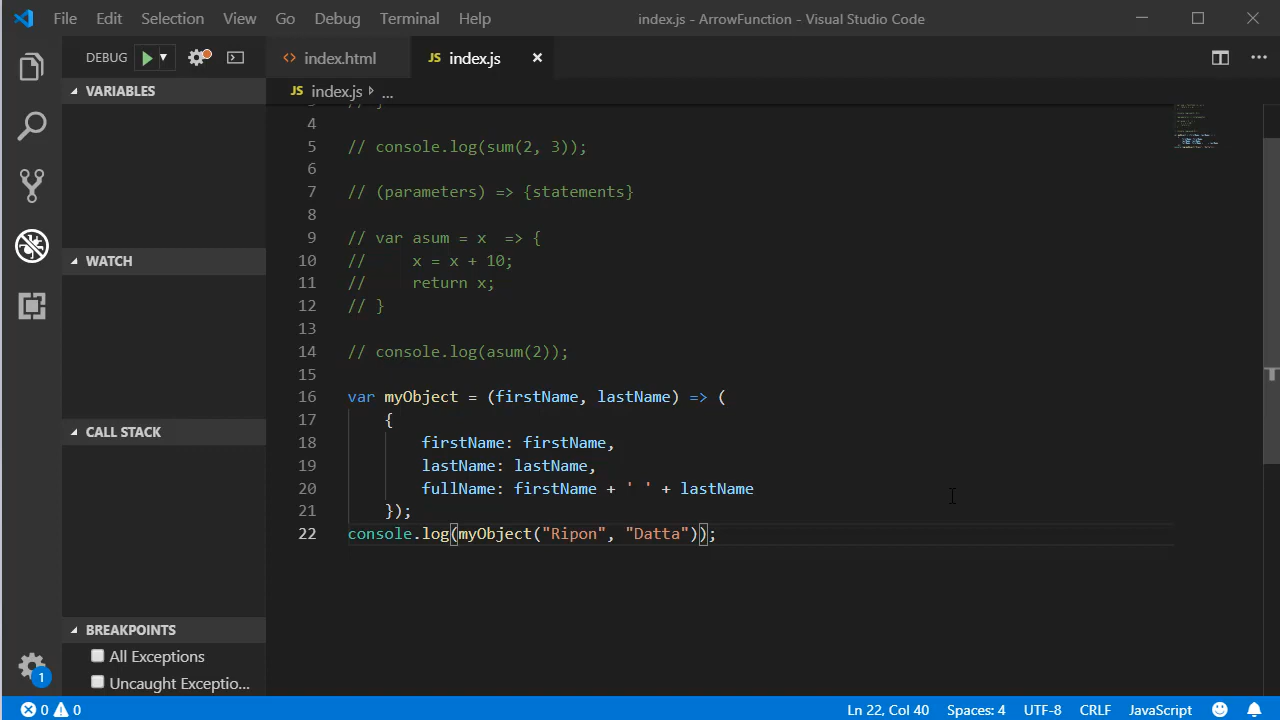 File Edit Selection View Go Debug Terminal Help
index.js - ArrowFunction - Visual Studio Code
DEBUG
<> index.html
JS index.js
JS index.js ...
VARIABLES
WATCH
CALL STACK
BREAKPOINTS
All Exceptions
Uncaught Exceptio...
1
4
5 // console.log(sum(2, 3));
6
7 // (parameters) => {statements}
8
9 // var asum = x  => {
10 //     x = x + 10;
11 //     return x;
12 // }
13
14 // console.log(asum(2));
15
16 var myObject = (firstName, lastName) => (
17     {
18         firstName: firstName,
19         lastName: lastName,
20         fullName: firstName + ' ' + lastName
21     });
22 console.log(myObject("Ripon", "Datta"));
0 0
Ln 22, Col 40 Spaces: 4 UTF-8 CRLF JavaScript